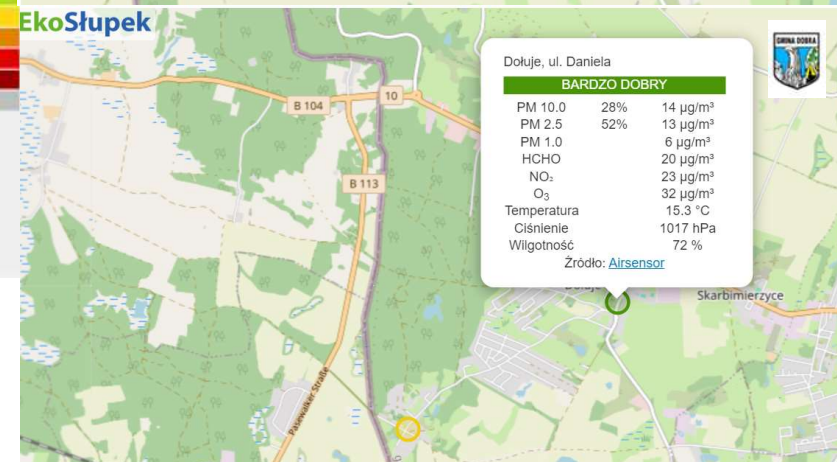 EkoSłupek
GMINA DOBRA
Dołuje, ul. Daniela
BARDZO DOBRY
PM 10.0 28% 14 µg/m³
PM 2.5 52% 13 µg/m³
PM 1.0 6 µg/m³
HCHO 20 µg/m³
NO₂ 23 µg/m³
O₃ 32 µg/m³
Temperatura 15.3 °C
Ciśnienie 1017 hPa
Wilgotność 72 %
Źródło: Airsensor
B 104
10
B 113
Skarbimierzyce
Pasewalker Straße